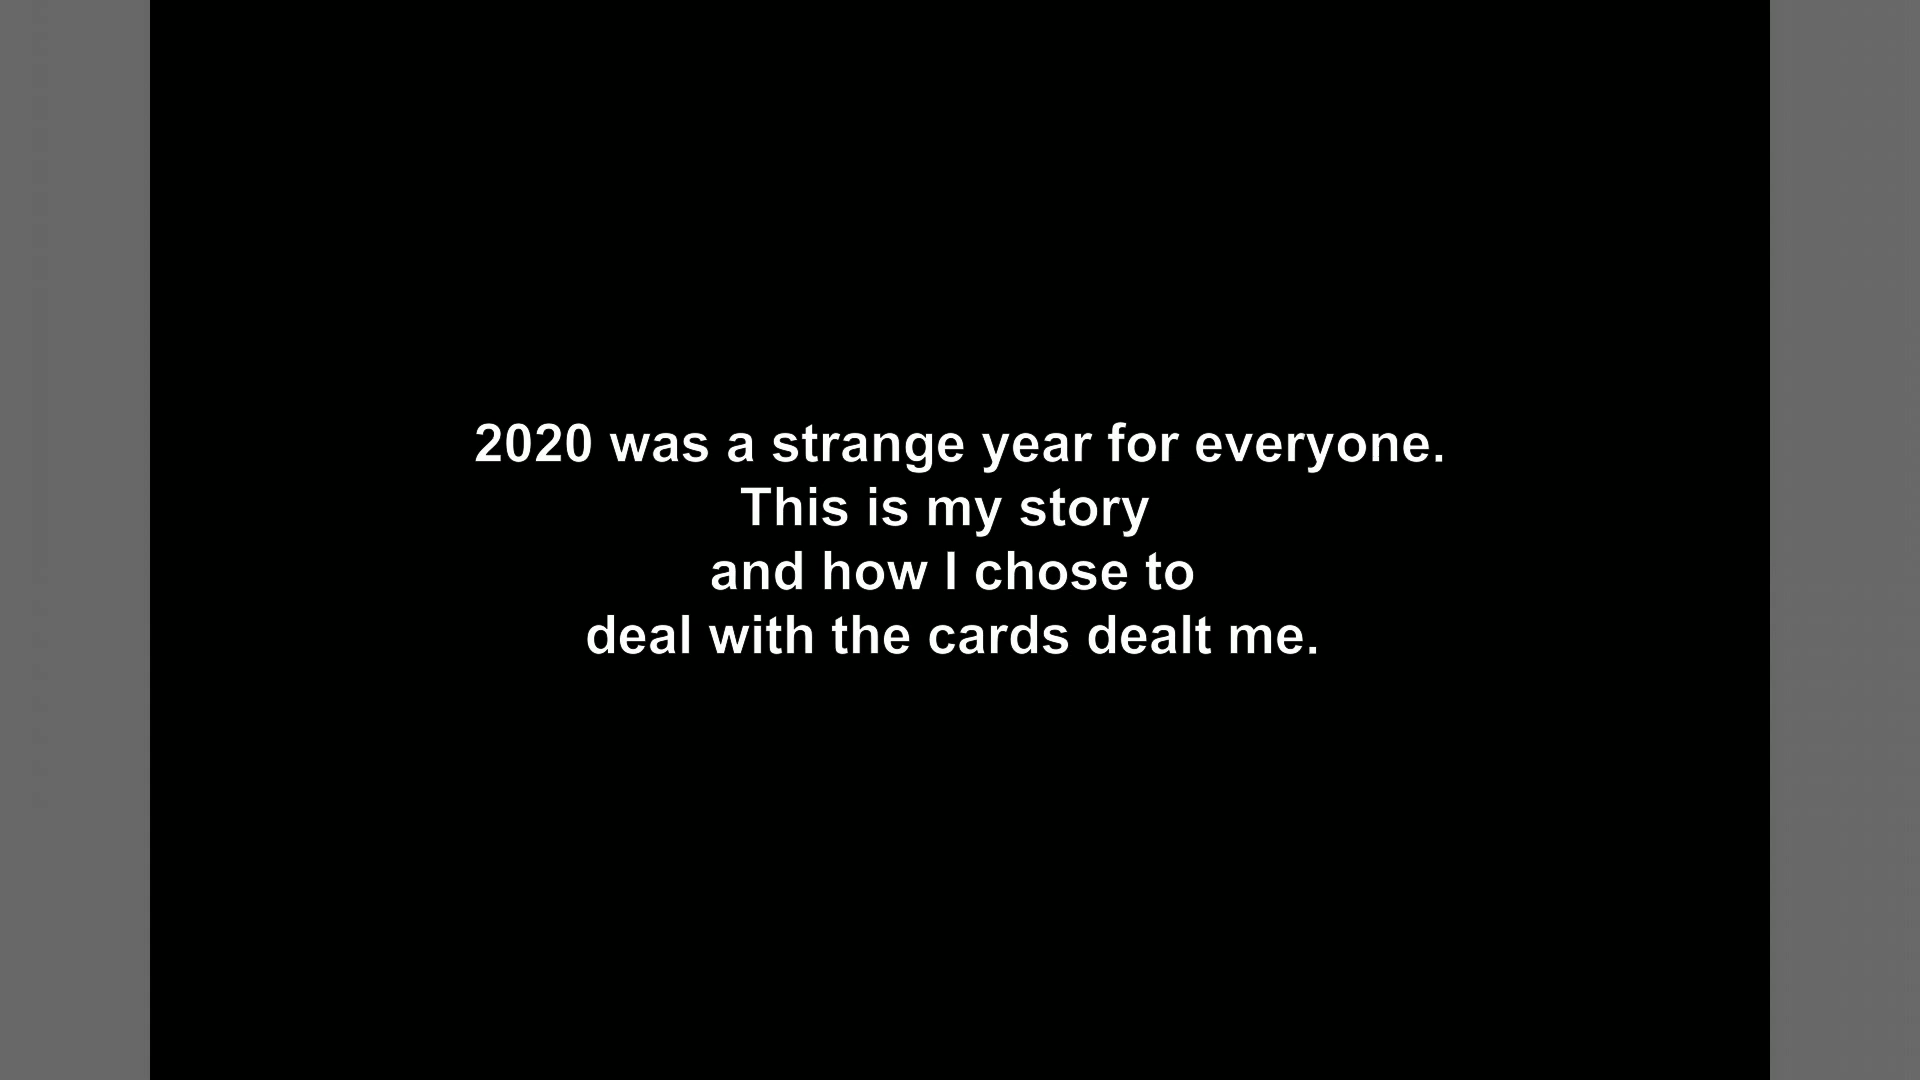 2020 was a strange year for everyone.
This is my story
and how I chose to
deal with the cards dealt me.